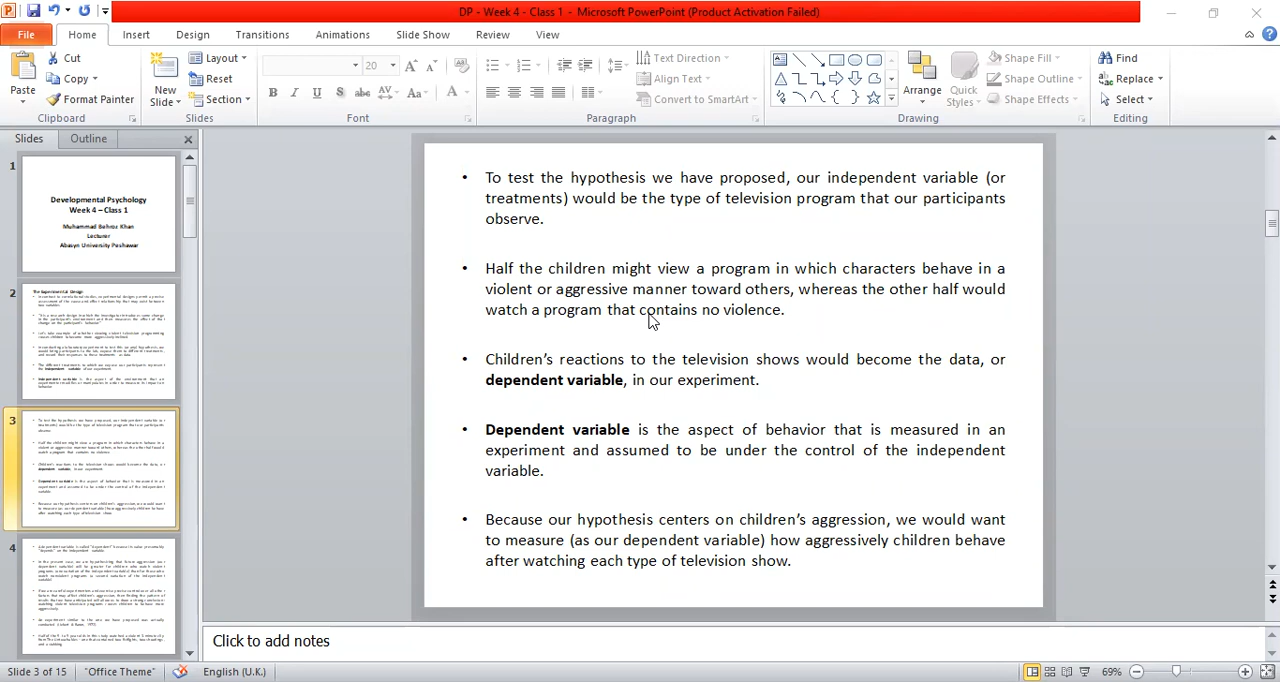 DP - Week 4 - Class 1 - Microsoft PowerPoint (Product Activation Failed)
File Home Insert Design Transitions Animations Slide Show Review View
Paste
Cut
Copy
Format Painter
Clipboard
New
Slide
Layout
Reset
Section
Slides
20
Font
Text Direction
Align Text
Convert to SmartArt
Paragraph
Arrange
Quick
Styles
Shape Fill
Shape Outline
Shape Effects
Drawing
Find
Replace
Select
Editing
Slides Outline
1
Developmental Psychology
Week 4 – Class 1
Muhammad Behroz Khan
Lecturer
Abasyn University Peshawar
2
The Experimental Design
3
4
• To test the hypothesis we have proposed, our independent variable (or
treatments) would be the type of television program that our participants
observe.
• Half the children might view a program in which characters behave in a
violent or aggressive manner toward others, whereas the other half would
watch a program that contains no violence.
• Children's reactions to the television shows would become the data, or
dependent variable, in our experiment.
• Dependent variable is the aspect of behavior that is measured in an
experiment and assumed to be under the control of the independent
variable.
• Because our hypothesis centers on children's aggression, we would want
to measure (as our dependent variable) how aggressively children behave
after watching each type of television show.
Click to add notes
Slide 3 of 15 "Office Theme" English (U.K.) 69%